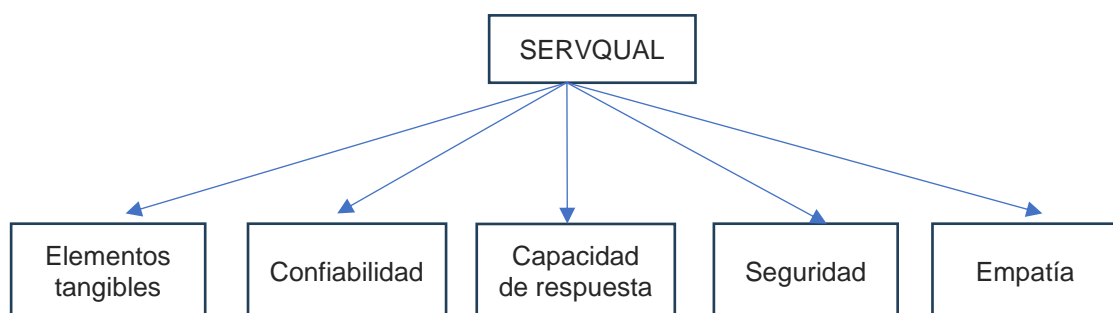 SERVQUAL
Elementos
tangibles
Confiabilidad
Capacidad
de respuesta
Seguridad
Empatía